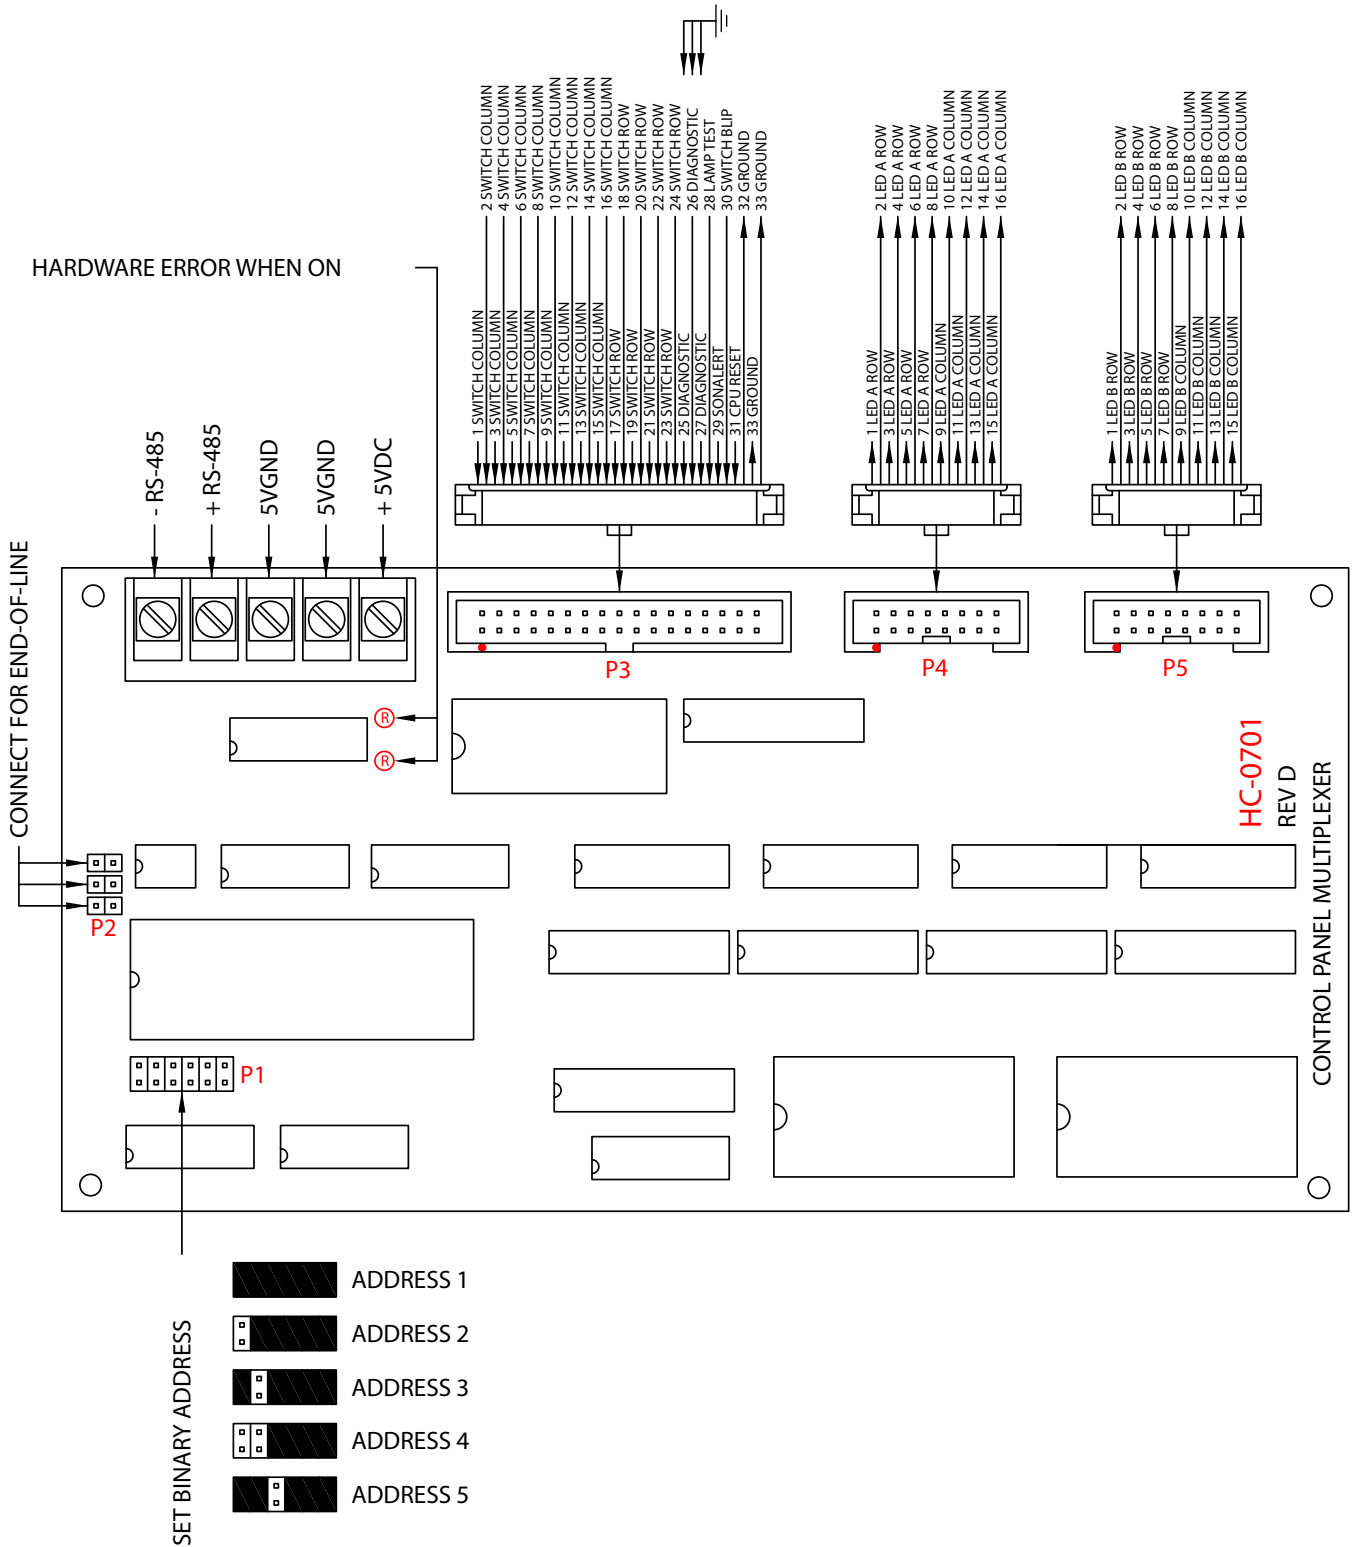 2 SWITCH COLUMN
4 SWITCH COLUMN
6 SWITCH COLUMN
8 SWITCH COLUMN
10 SWITCH COLUMN
12 SWITCH COLUMN
14 SWITCH COLUMN
16 SWITCH COLUMN
18 SWITCH ROW
20 SWITCH ROW
22 SWITCH ROW
24 SWITCH ROW
26 DIAGNOSTIC
28 LAMP TEST
30 SWITCH BLIP
32 GROUND
33 GROUND
2 LED A ROW
4 LED A ROW
6 LED A ROW
8 LED A ROW
10 LED A COLUMN
12 LED A COLUMN
14 LED A COLUMN
16 LED A COLUMN
2 LED B ROW
4 LED B ROW
6 LED B ROW
8 LED B ROW
10 LED B COLUMN
12 LED B COLUMN
14 LED B COLUMN
16 LED B COLUMN
HARDWARE ERROR WHEN ON
1 SWITCH COLUMN
3 SWITCH COLUMN
5 SWITCH COLUMN
7 SWITCH COLUMN
9 SWITCH COLUMN
11 SWITCH COLUMN
13 SWITCH COLUMN
15 SWITCH COLUMN
17 SWITCH ROW
19 SWITCH ROW
21 SWITCH ROW
23 SWITCH ROW
25 DIAGNOSTIC
27 DIAGNOSTIC
29 SONALERT
31 CPU RESET
33 GROUND
1 LED A ROW
3 LED A ROW
5 LED A ROW
7 LED A ROW
9 LED A COLUMN
11 LED A COLUMN
13 LED A COLUMN
15 LED A COLUMN
1 LED B ROW
3 LED B ROW
5 LED B ROW
7 LED B ROW
9 LED B COLUMN
11 LED B COLUMN
13 LED B COLUMN
15 LED B COLUMN
- RS-485
+ RS-485
5VGND
5VGND
+ 5VDC
CONNECT FOR END-OF-LINE
P3
P4
P5
R
R
HC-0701
REV D
CONTROL PANEL MULTIPLEXER
P2
P1
SET BINARY ADDRESS
ADDRESS 1
ADDRESS 2
ADDRESS 3
ADDRESS 4
ADDRESS 5